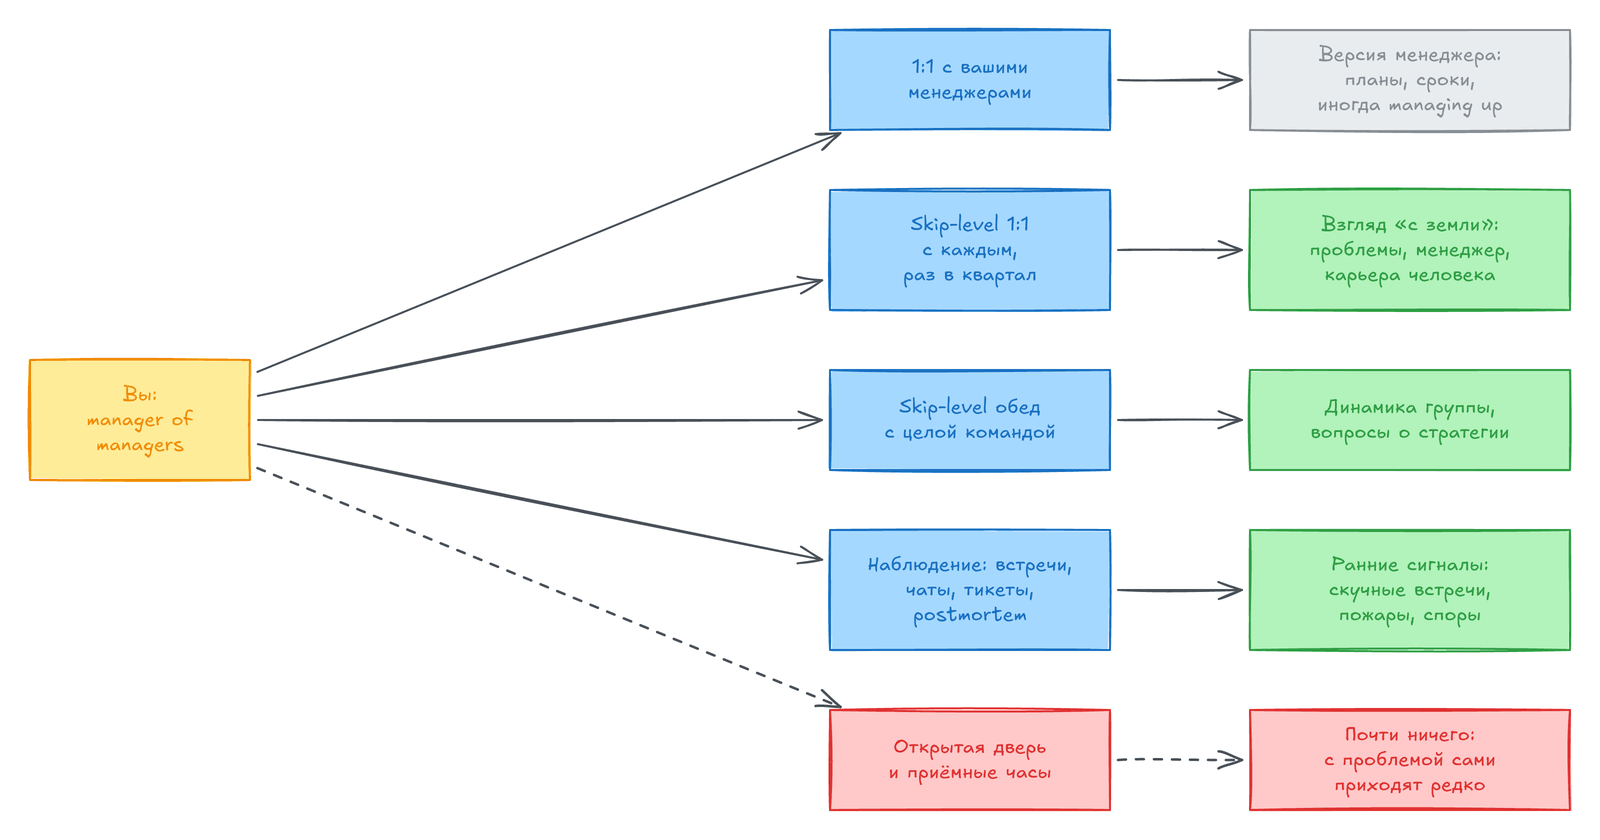 1:1 с вашими
менеджерами
Версия менеджера:
планы, сроки,
иногда managing up
Skip-level 1:1
с каждым,
раз в квартал
Взгляд «с земли»:
проблемы, менеджер,
карьера человека
Вы:
manager of
managers
Skip-level обед
с целой командой
Динамика группы,
вопросы о стратегии
Наблюдение: встречи,
чаты, тикеты,
postmortem
Ранние сигналы:
скучные встречи,
пожары, споры
Открытая дверь
и приёмные часы
Почти ничего:
с проблемой сами
приходят редко